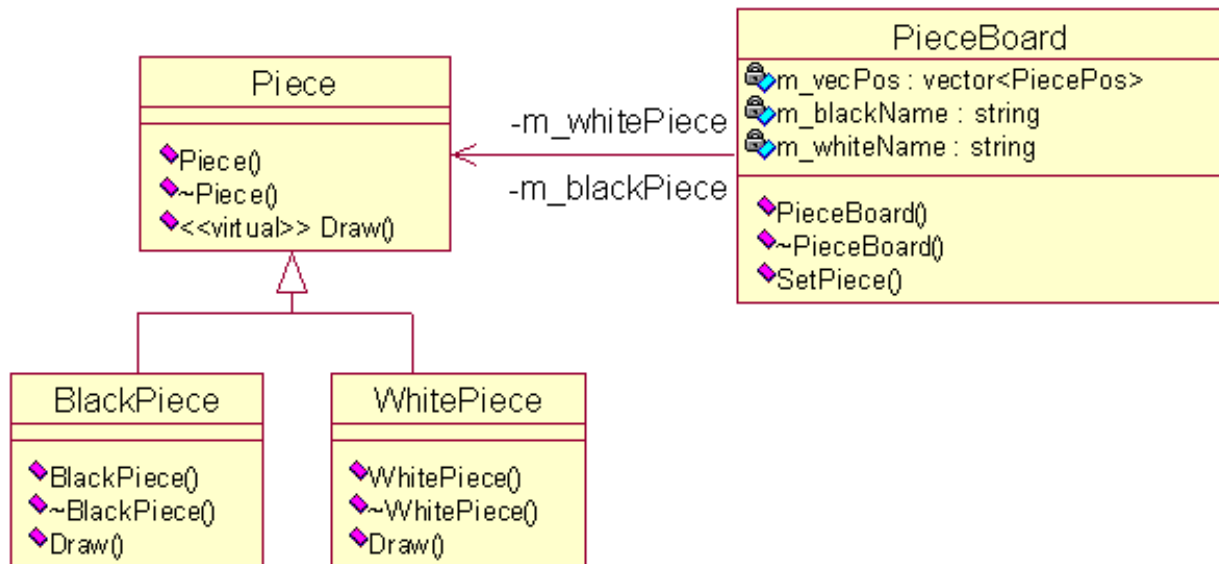 Piece
Piece()
~Piece()
<<virtual>> Draw()
-m_whitePiece
-m_blackPiece
PieceBoard
m_vecPos : vector<PiecePos>
m_blackName : string
m_whiteName : string
PieceBoard()
~PieceBoard()
SetPiece()
BlackPiece
BlackPiece()
~BlackPiece()
Draw()
WhitePiece
WhitePiece()
~WhitePiece()
Draw()